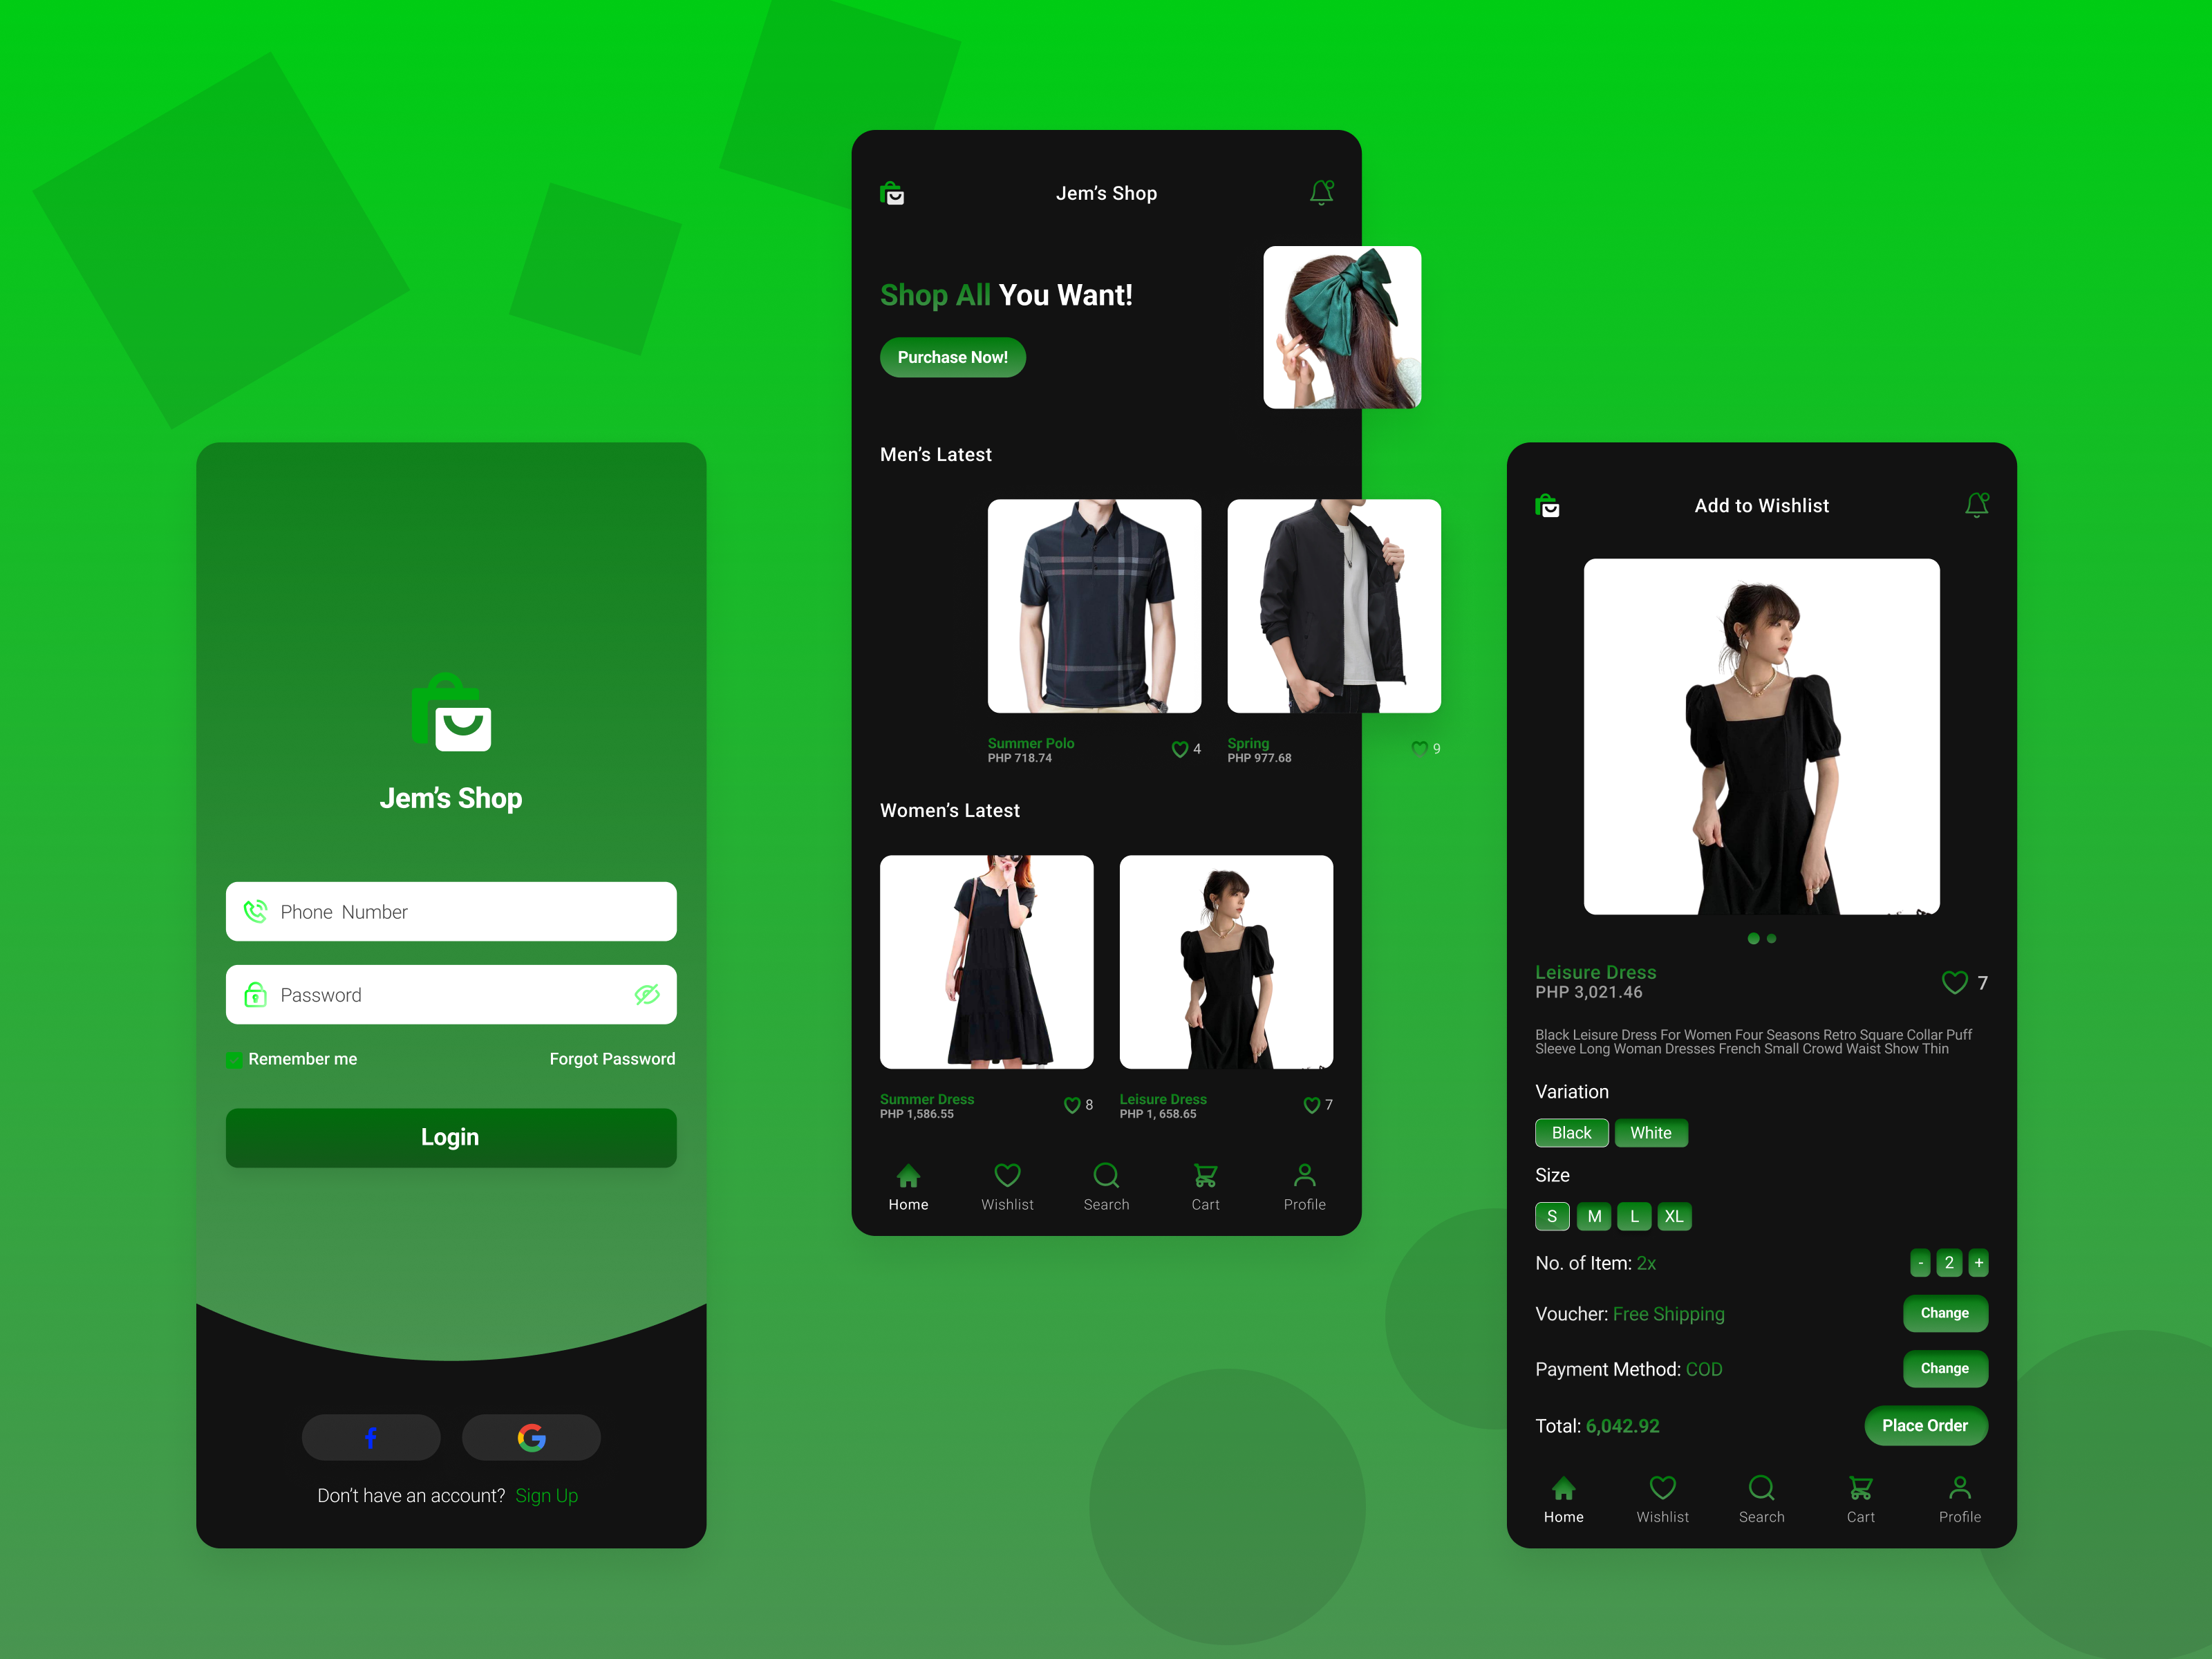 Jem's Shop
Phone  Number
Password
Remember me
Forgot Password
Login
Don't have an account? Sign Up
Jem's Shop
Shop All You Want!
Purchase Now!
Men's Latest
Summer Polo
PHP 718.74
4
Spring
PHP 977.68
9
Women's Latest
Summer Dress
PHP 1,586.55
8
Leisure Dress
PHP 1, 658.65
7
Home
Wishlist
Search
Cart
Profile
Add to Wishlist
Leisure Dress
PHP 3,021.46
7
Black Leisure Dress For Women Four Seasons Retro Square Collar Puff
Sleeve Long Woman Dresses French Small Crowd Waist Show Thin
Variation
Black White
Size
S M L XL
No. of Item: 2x
- 2 +
Voucher: Free Shipping
Change
Payment Method: COD
Change
Total: 6,042.92
Place Order
Home
Wishlist
Search
Cart
Profile